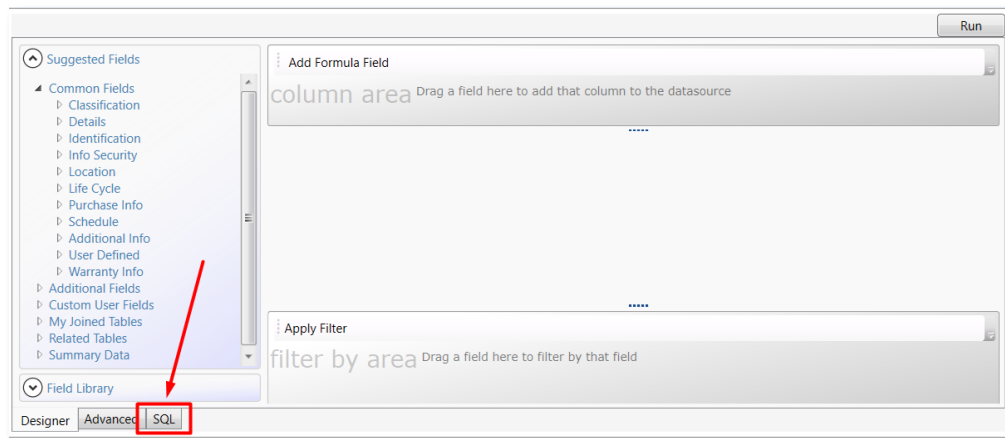 Run
Suggested Fields
Common Fields
Classification
Details
Identification
Info Security
Location
Life Cycle
Purchase Info
Schedule
Additional Info
User Defined
Warranty Info
Additional Fields
Custom User Fields
My Joined Tables
Related Tables
Summary Data
Field Library
Add Formula Field
column area Drag a field here to add that column to the datasource
Apply Filter
filter by area Drag a field here to filter by that field
Designer Advanced SQL